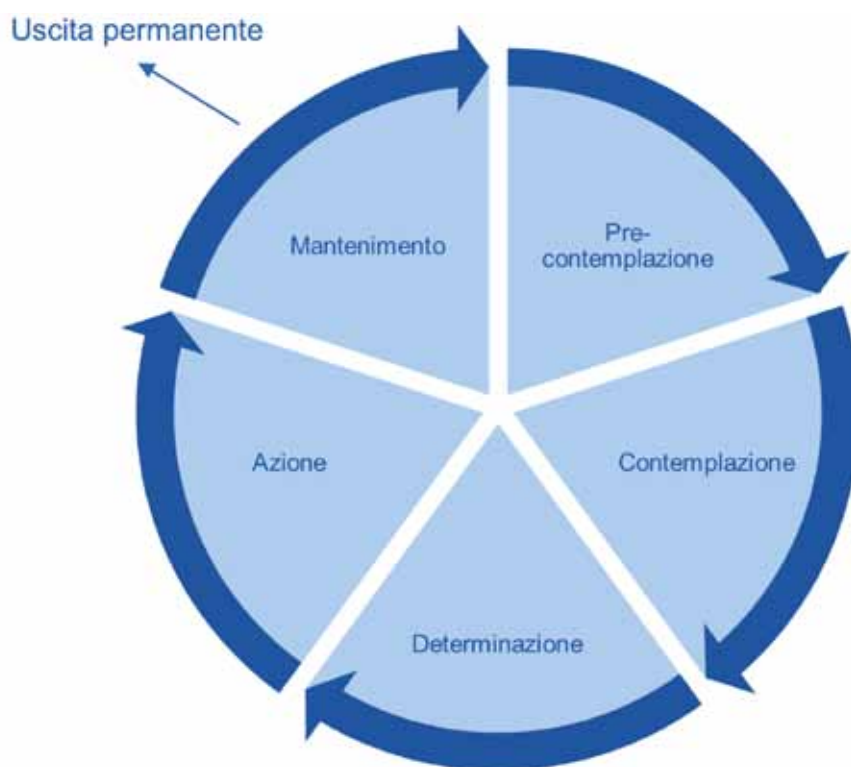 Uscita permanente
Mantenimento
Pre-
contemplazione
Azione
Contemplazione
Determinazione